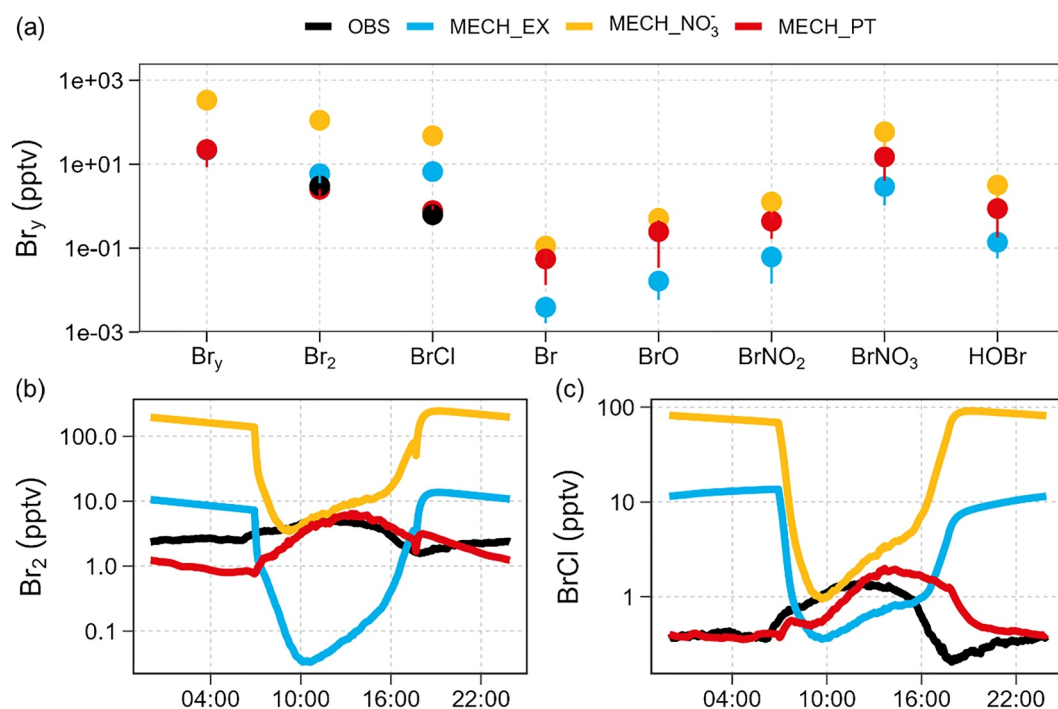 (a) OBS MECH_EX MECH_NO₃⁻ MECH_PT
Br_y (pptv)
1e+03
1e+01
1e-01
1e-03
Br_y Br₂ BrCl Br BrO BrNO₂ BrNO₃ HOBr
(b)
Br₂ (pptv)
100.0
10.0
1.0
0.1
04:00 10:00 16:00 22:00
(c)
BrCl (pptv)
100
10
1
04:00 10:00 16:00 22:00